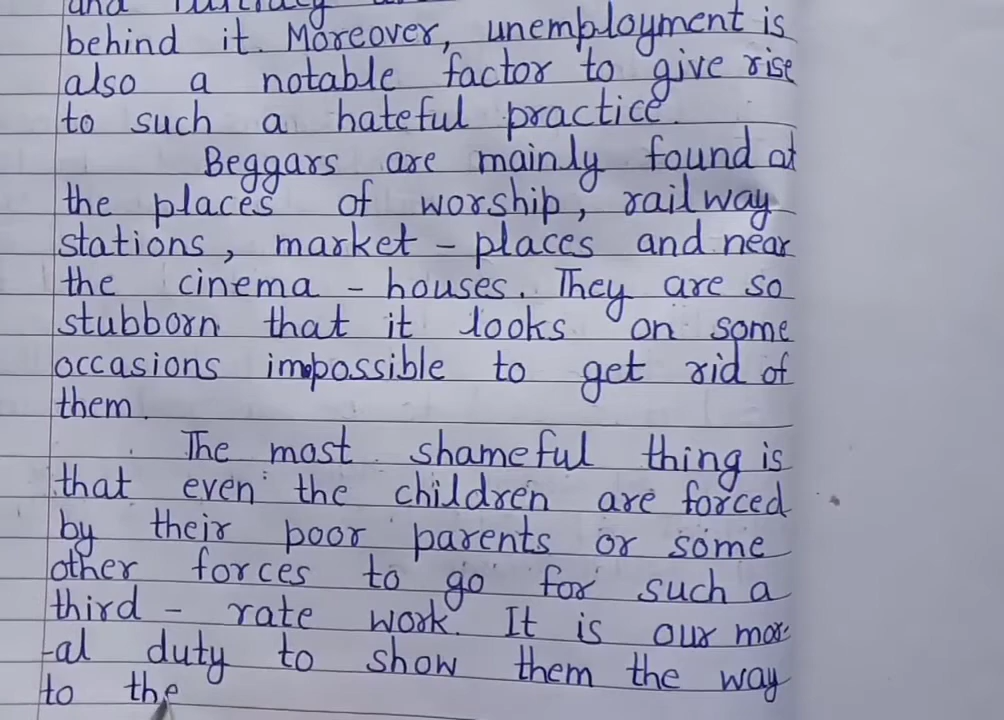 and
behind it. Moreover, unemployment is
also a notable factor to give rise
to such a hateful practice.
Beggars are mainly found at
the places of worship, railway
stations, market - places and near
the cinema - houses. They are so
stubborn that it looks on some
occasions impossible to get rid of
them.
The most shameful thing is
that even the children are forced
by their poor parents or some
other forces to go for such a
third - rate work. It is our mor
-al duty to show them the way
to the